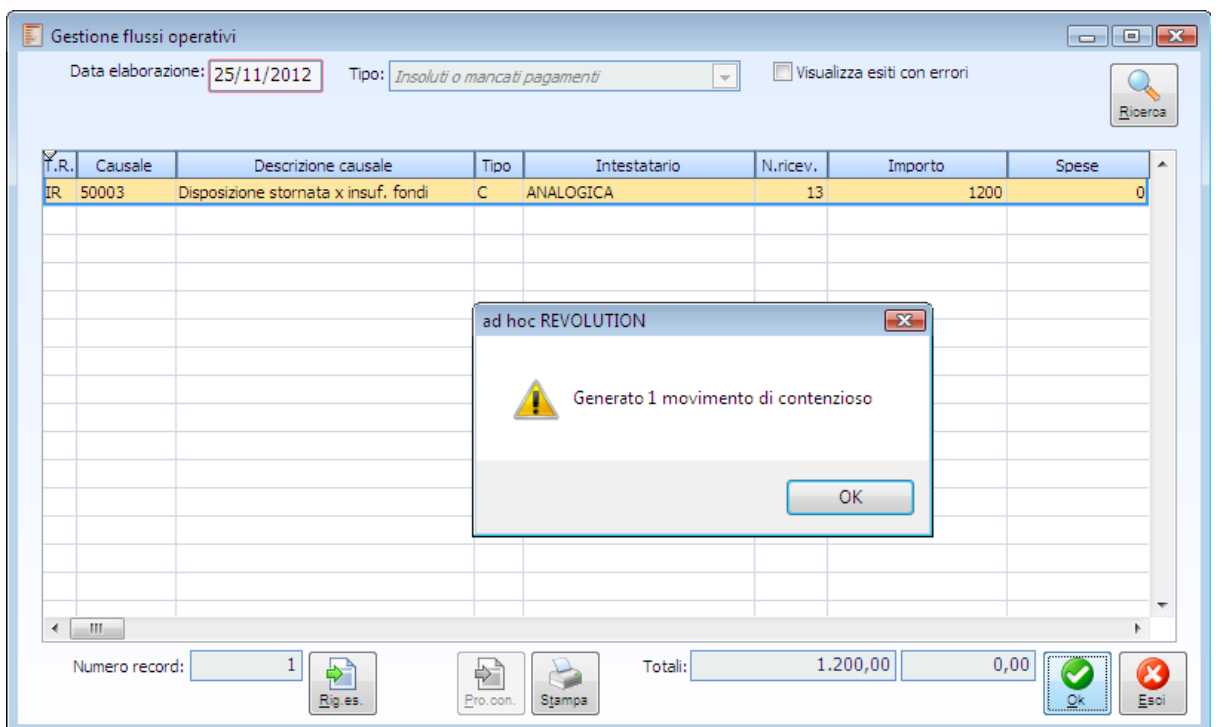 Gestione flussi operativi
Data elaborazione: 25/11/2012 Tipo: Insoluti o mancati pagamenti Visualizza esiti con errori
Ricerca
T.R. Causale Descrizione causale Tipo Intestatario N.ricev. Importo Spese
IR 50003 Disposizione stornata x insuf. fondi C ANALOGICA 13 1200 0
ad hoc REVOLUTION
Generato 1 movimento di contenzioso
OK
Numero record: 1 Rig.es. Pro.con. Stampa Totali: 1.200,00 0,00 Ok Esci